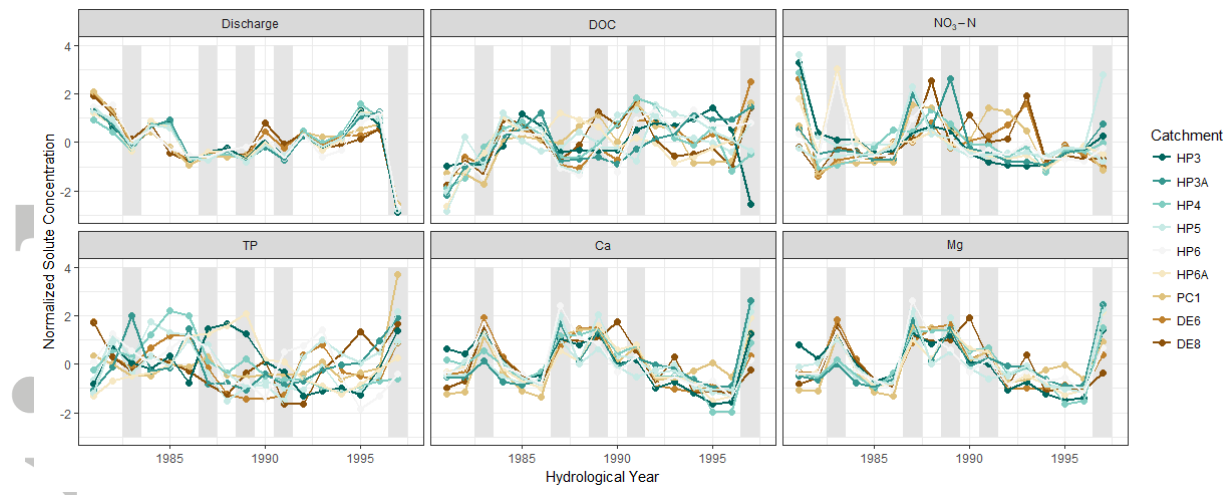 Discharge
DOC
NO3−N
4
2
0
-2
TP
Ca
Mg
4
2
0
-2
1985
1990
1995
1985
1990
1995
1985
1990
1995
Hydrological Year
Normalized Solute Concentration
Catchment
HP3
HP3A
HP4
HP5
HP6
HP6A
PC1
DE6
DE8